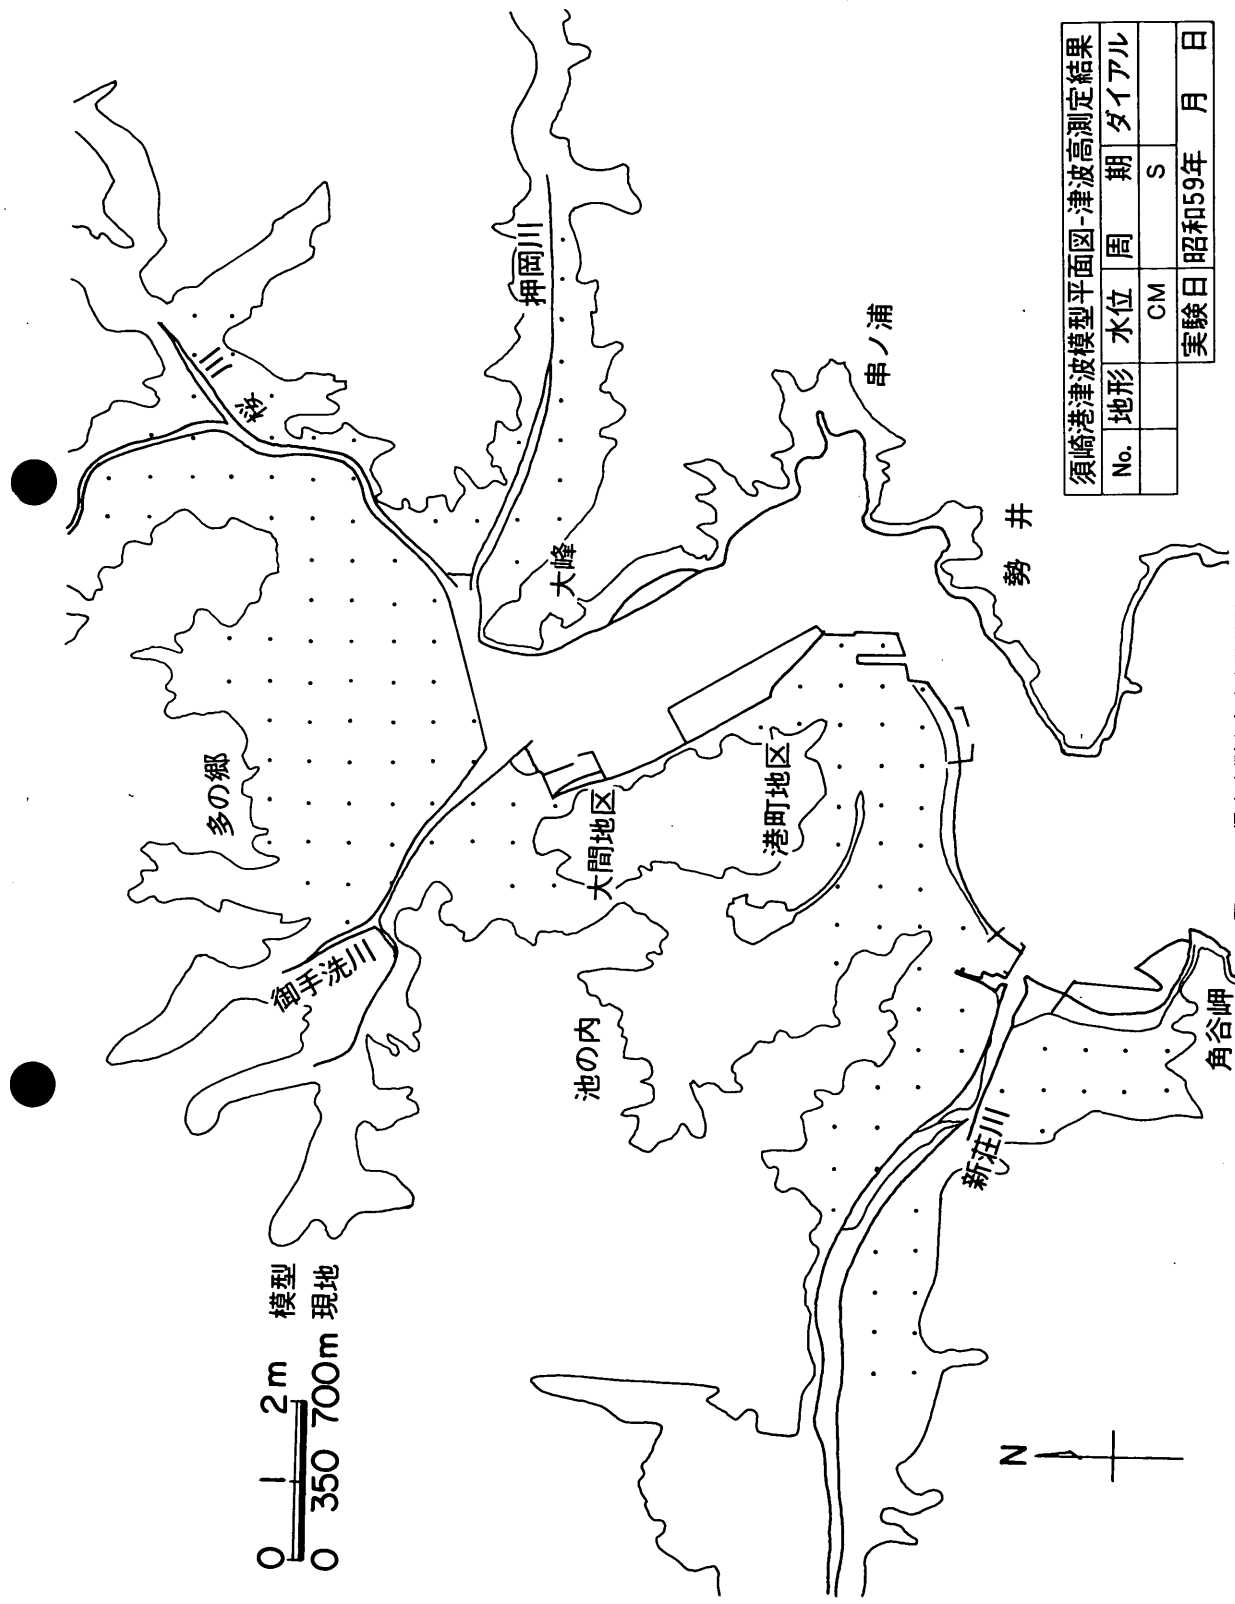 須崎港津波模型平面図-津波高測定結果
No. 地形 水位 周 期 ダイアル
CM S
実験日 昭和59年 月 日
桜川
押岡川
串ノ浦
大峰
勢井
多の郷
大間地区
港町地区
御手洗川
池の内
新荘川
角谷岬
0 1 2m 模型
0 350 700m 現地
N